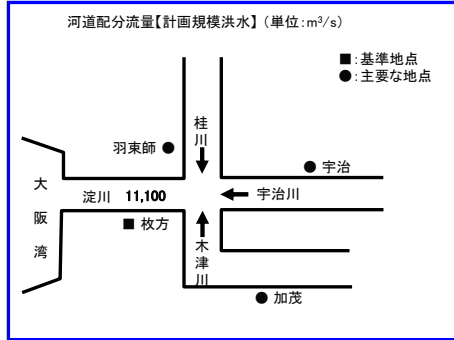 河道配分流量【計画規模洪水】（単位:m³/s）
■:基準地点
●:主要な地点
桂川
羽束師 ●
● 宇治
大阪湾
淀川 11,100
宇治川
■ 枚方
木津川
● 加茂